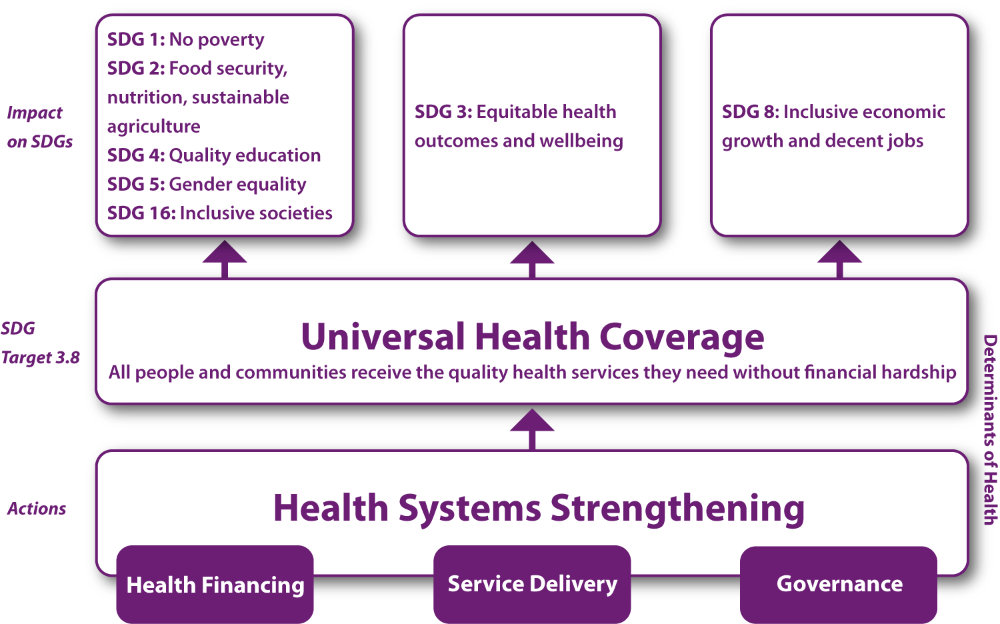 SDG 1: No poverty
SDG 2: Food security,
nutrition, sustainable
agriculture
SDG 4: Quality education
SDG 5: Gender equality
SDG 16: Inclusive societies
SDG 3: Equitable health
outcomes and wellbeing
SDG 8: Inclusive economic
growth and decent jobs
Impact
on SDGs
Universal Health Coverage
All people and communities receive the quality health services they need without financial hardship
SDG
Target 3.8
Determinants of Health
Health Systems Strengthening
Actions
Health Financing
Service Delivery
Governance